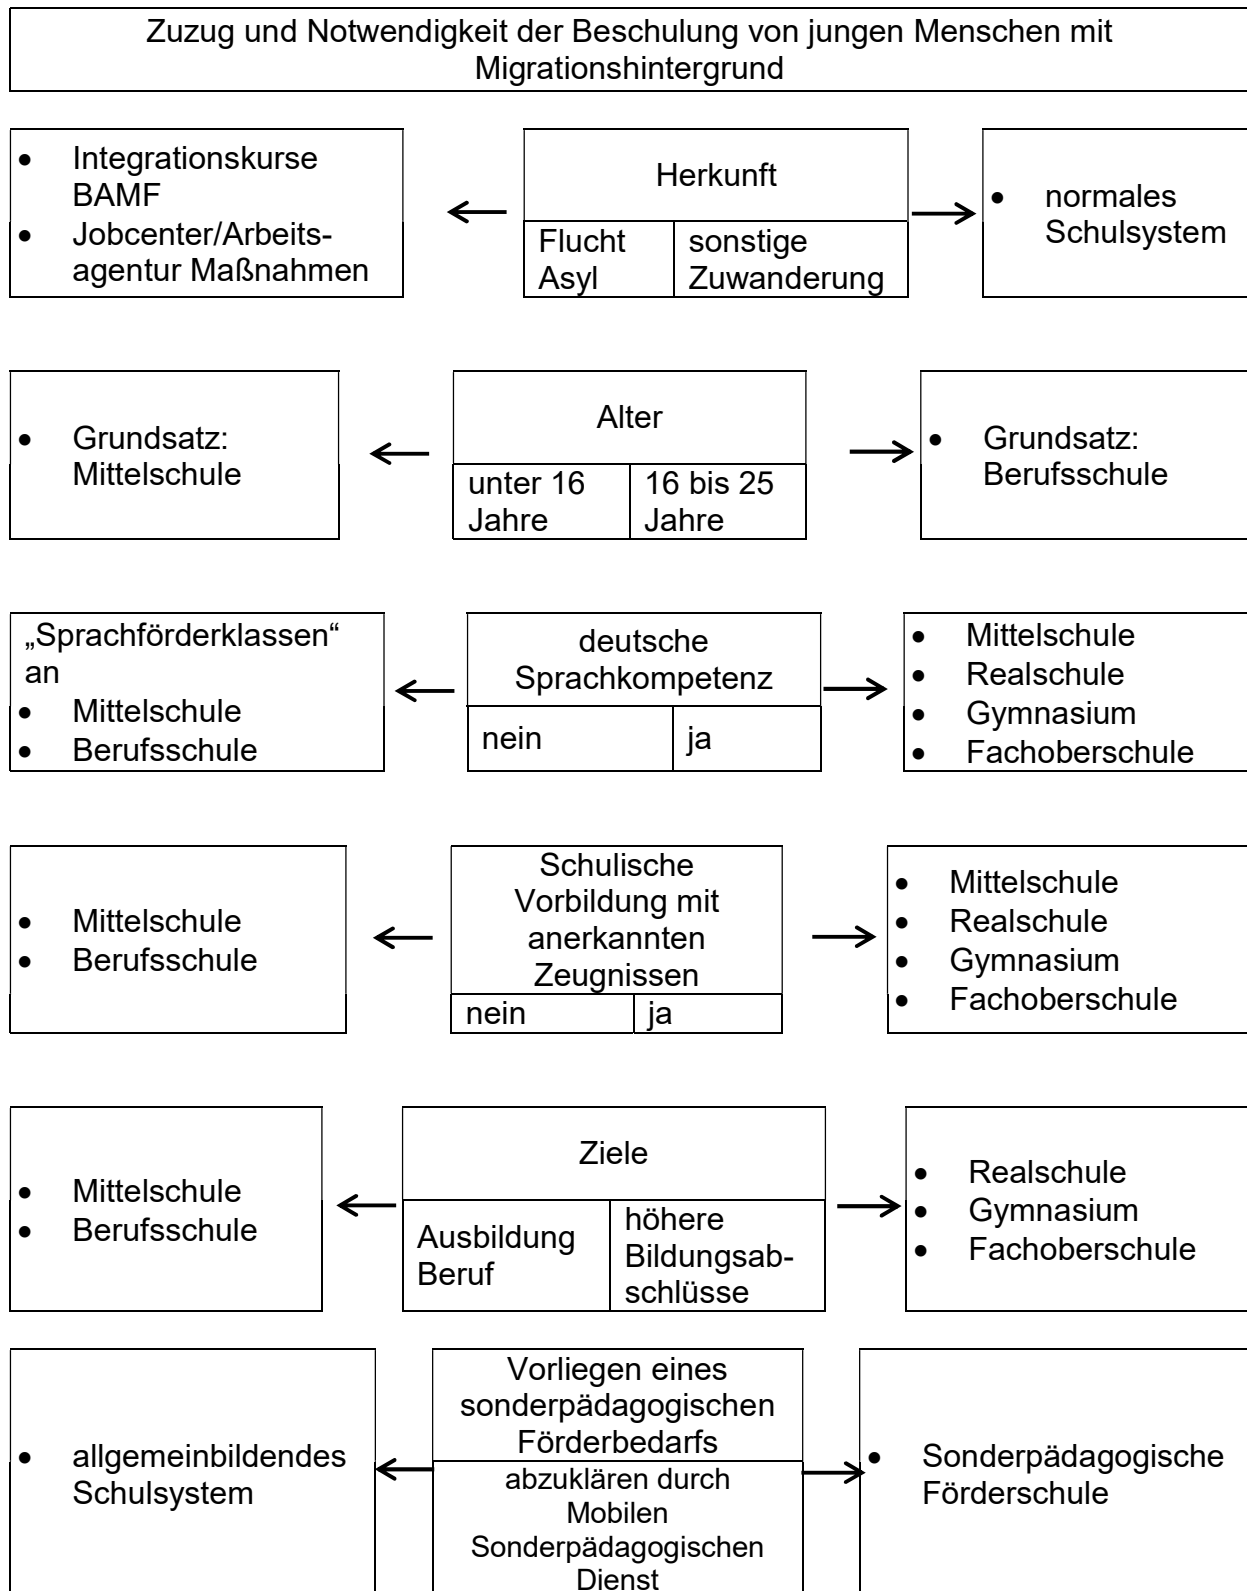 Zuzug und Notwendigkeit der Beschulung von jungen Menschen mit
Migrationshintergrund
• Integrationskurse
BAMF
• Jobcenter/Arbeits-
agentur Maßnahmen
Herkunft
Flucht
Asyl
sonstige
Zuwanderung
• normales
Schulsystem
• Grundsatz:
Mittelschule
Alter
unter 16
Jahre
16 bis 25
Jahre
• Grundsatz:
Berufsschule
„Sprachförderklassen“
an
• Mittelschule
• Berufsschule
deutsche
Sprachkompetenz
nein
ja
• Mittelschule
• Realschule
• Gymnasium
• Fachoberschule
• Mittelschule
• Berufsschule
Schulische
Vorbildung mit
anerkannten
Zeugnissen
nein
ja
• Mittelschule
• Realschule
• Gymnasium
• Fachoberschule
• Mittelschule
• Berufsschule
Ziele
Ausbildung
Beruf
höhere
Bildungsab-
schlüsse
• Realschule
• Gymnasium
• Fachoberschule
• allgemeinbildendes
Schulsystem
Vorliegen eines
sonderpädagogischen
Förderbedarfs
abzuklären durch
Mobilen
Sonderpädagogischen
Dienst
• Sonderpädagogische
Förderschule